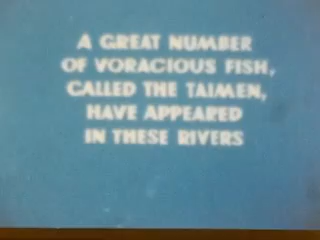 A GREAT NUMBER
OF VORACIOUS FISH,
CALLED THE TAIMEN,
HAVE APPEARED
IN THESE RIVERS